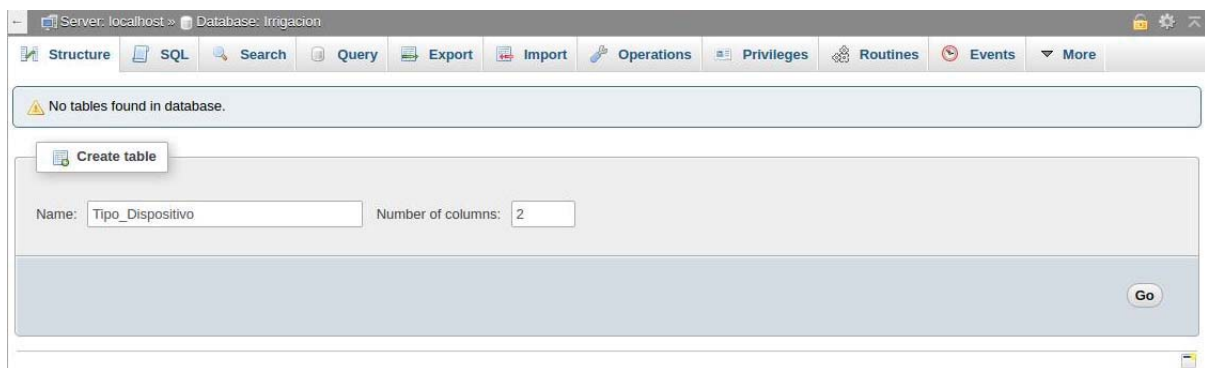 Server: localhost » Database: Irrigacion
Structure SQL Search Query Export Import Operations Privileges Routines Events More
No tables found in database.
Create table
Name: Tipo_Dispositivo Number of columns: 2
Go